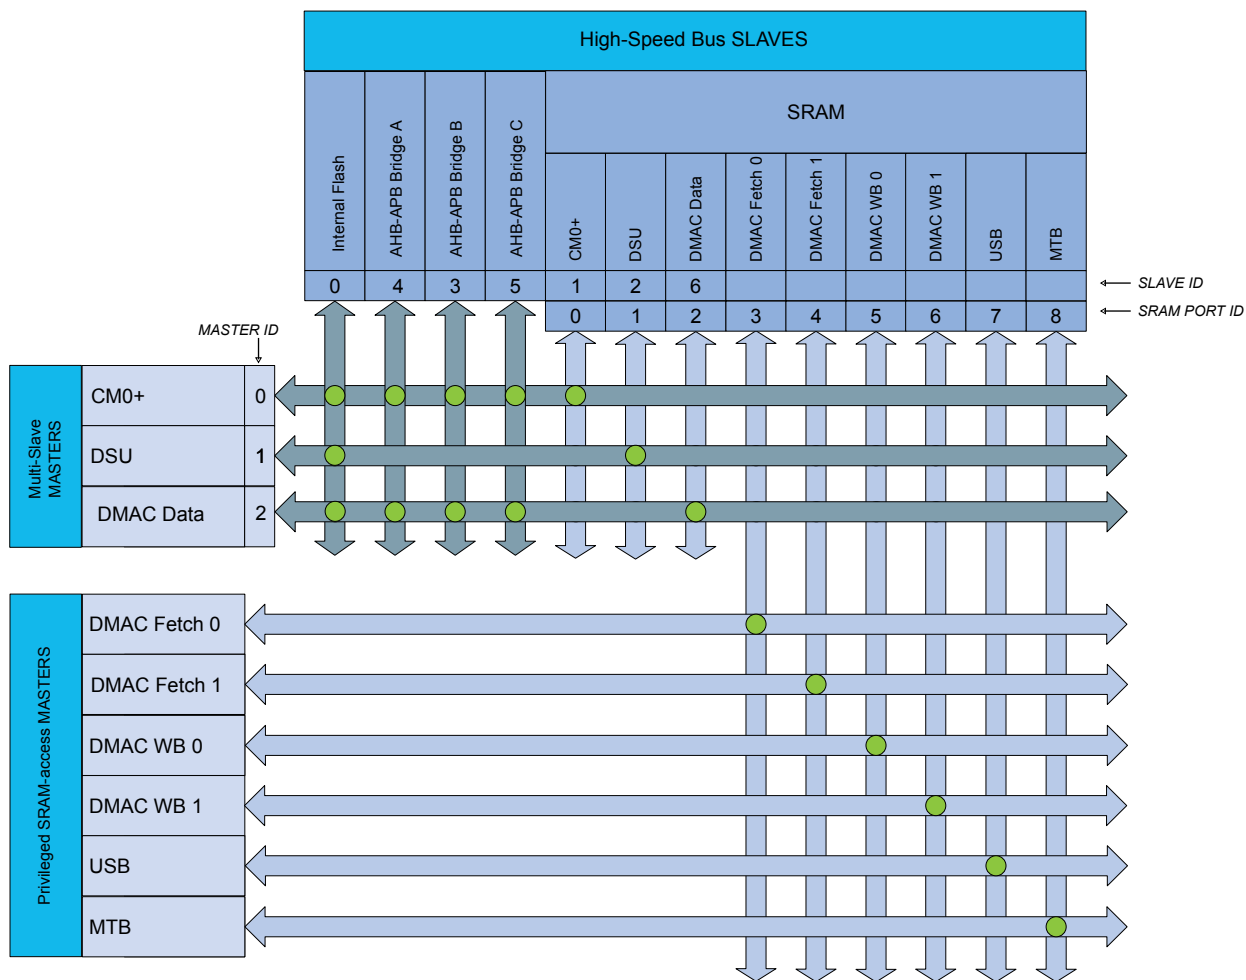 High-Speed Bus SLAVES
SRAM
Internal Flash
AHB-APB Bridge A
AHB-APB Bridge B
AHB-APB Bridge C
CM0+
DSU
DMAC Data
DMAC Fetch 0
DMAC Fetch 1
DMAC WB 0
DMAC WB 1
USB
MTB
0 4 3 5 1 2 6
SLAVE ID
0 1 2 3 4 5 6 7 8
SRAM PORT ID
MASTER ID
Multi-Slave
MASTERS
CM0+ 0
DSU 1
DMAC Data 2
Privileged SRAM-access MASTERS
DMAC Fetch 0
DMAC Fetch 1
DMAC WB 0
DMAC WB 1
USB
MTB